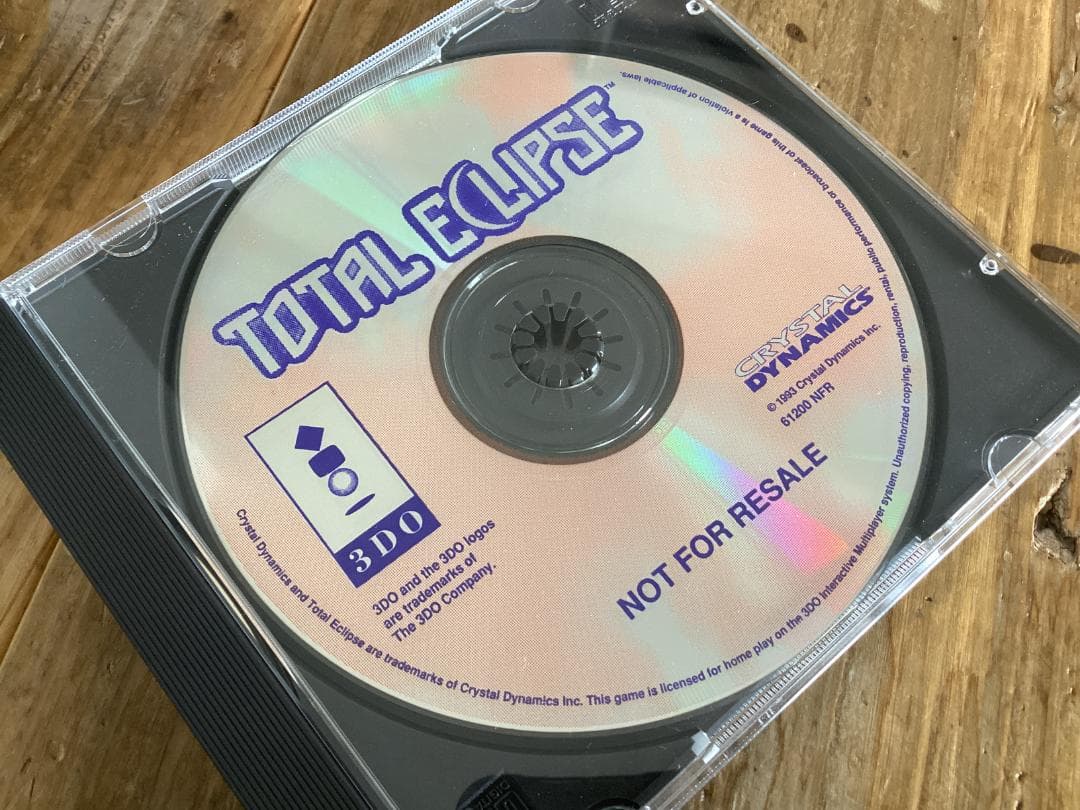 TOTAL ECLIPSE™
CRYSTAL
DYNAMICS
© 1993 Crystal Dynamics Inc.
61200 NFR
3DO
3DO and the 3DO logos
are trademarks of
The 3DO Company.
NOT FOR RESALE
Crystal Dynamics and Total Eclipse are trademarks of Crystal Dynamics Inc. This game is licensed for home play on the 3DO Interactive Multiplayer system. Unauthorized copying, reproduction, rental, public performance or broadcast of this game is a violation of applicable laws.